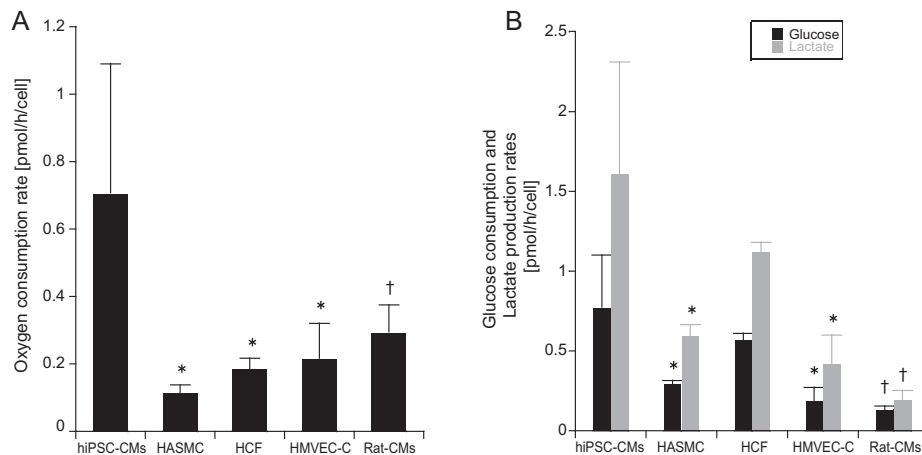 A
Oxygen consumption rate [pmol/h/cell]
1.2
1
0.8
0.6
0.4
0.2
0
*
*
*
†
hiPSC-CMs HASMC HCF HMVEC-C Rat-CMs
B
Glucose consumption and
Lactate production rates
[pmol/h/cell]
2.5
2
1.5
1
0.5
0
Glucose
Lactate
*
*
*
*
†
†
hiPSC-CMs HASMC HCF HMVEC-C Rat-CMs